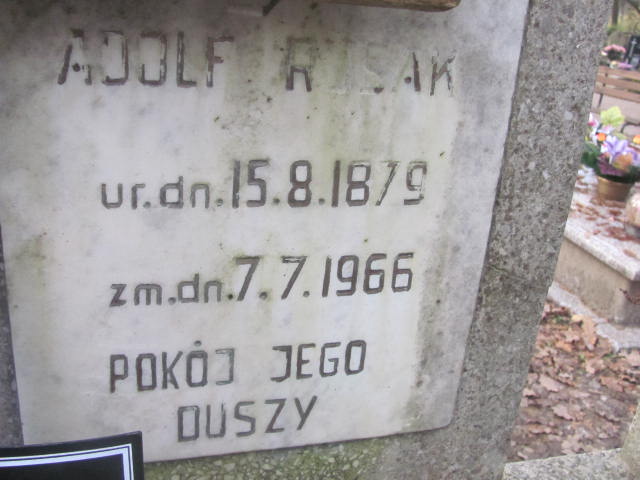 ADOLF
ur.dn.15.8.1879
zm.dn.7.7.1966
POKÓJ JEGO
DUSZY